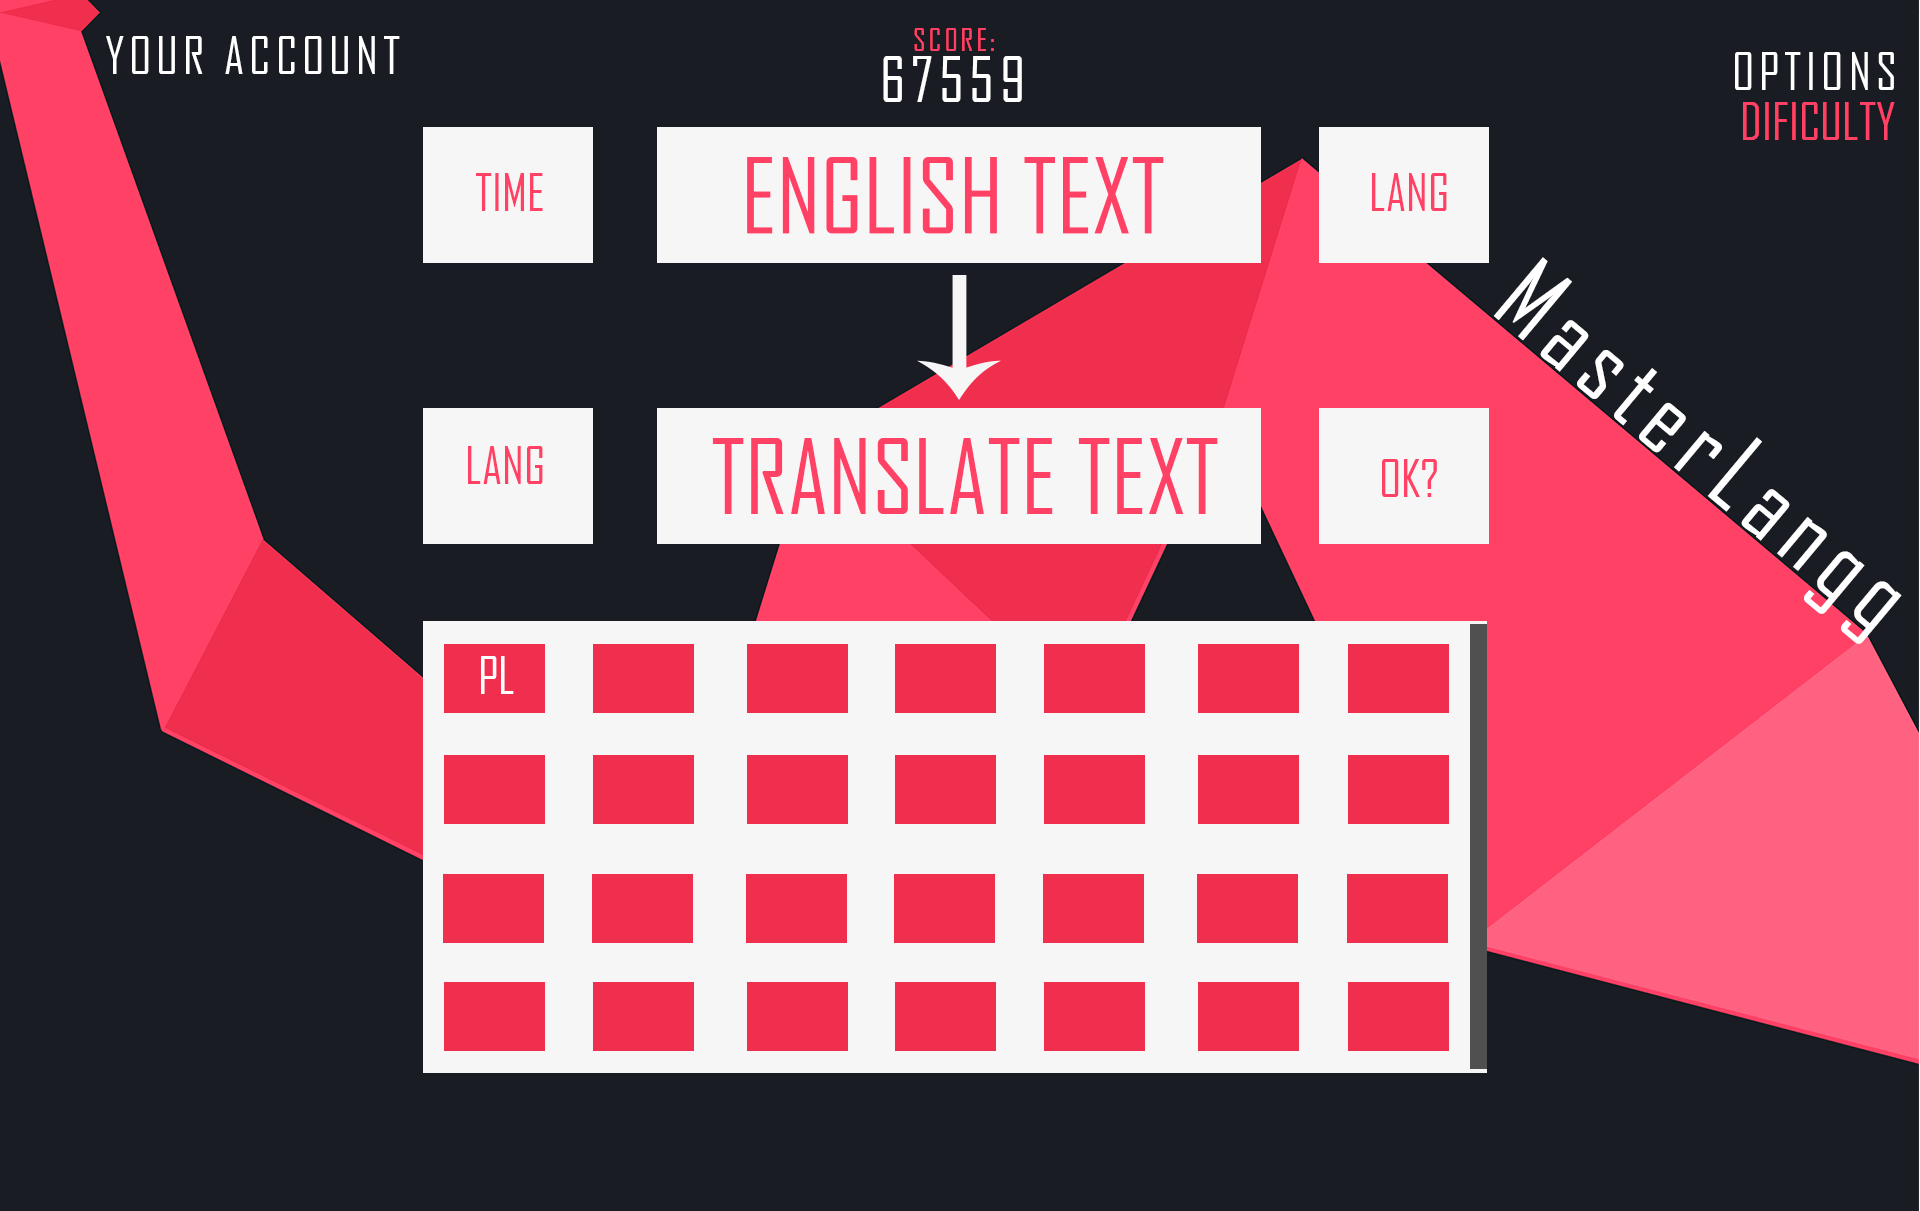 YOUR ACCOUNT
SCORE:
67559
OPTIONS
DIFICULTY
TIME
ENGLISH TEXT
LANG
MasterLangg
LANG
TRANSLATE TEXT
OK?
PL